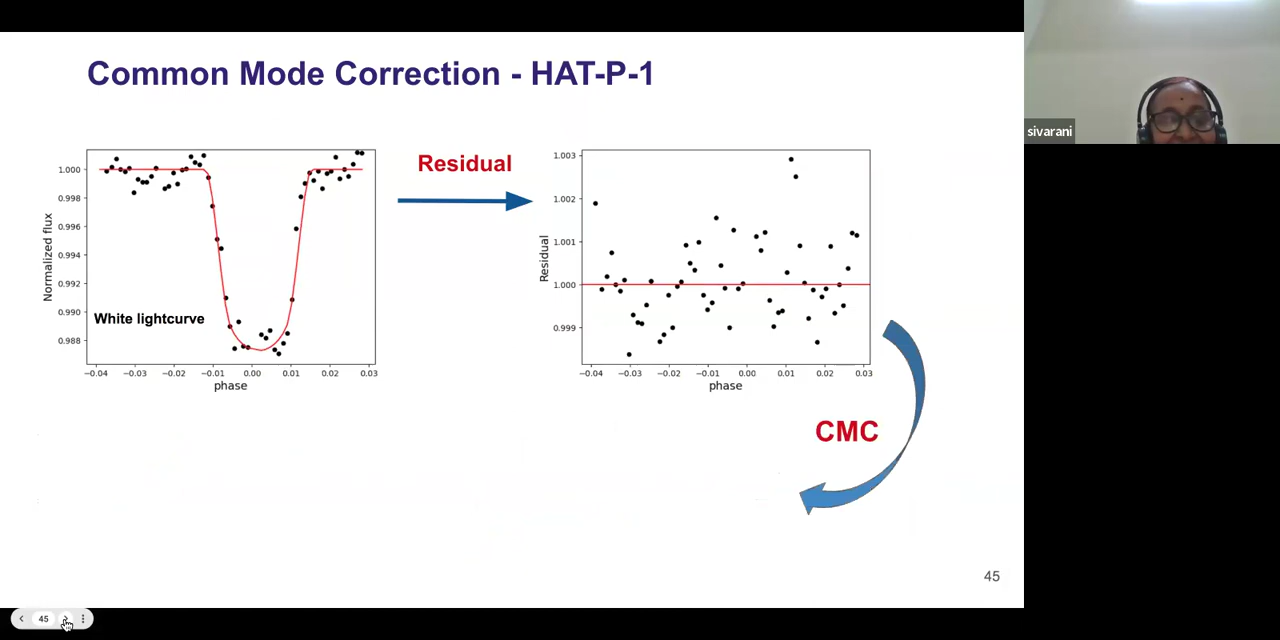 Common Mode Correction - HAT-P-1
sivarani
Normalized flux
1.000
0.998
0.996
0.994
0.992
0.990
0.988
White lightcurve
−0.04 −0.03 −0.02 −0.01 0.00 0.01 0.02 0.03
phase
Residual
Residual
1.003
1.002
1.001
1.000
0.999
−0.04 −0.03 −0.02 −0.01 0.00 0.01 0.02 0.03
phase
CMC
45
45